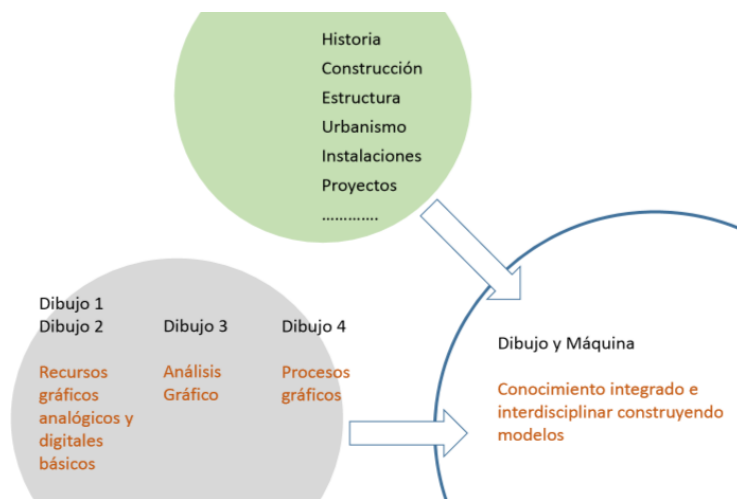 Historia
Construcción
Estructura
Urbanismo
Instalaciones
Proyectos
.............
Dibujo 1
Dibujo 2
Recursos
gráficos
analógicos y
digitales
básicos
Dibujo 3
Análisis
Gráfico
Dibujo 4
Procesos
gráficos
Dibujo y Máquina
Conocimiento integrado e
interdisciplinar construyendo
modelos